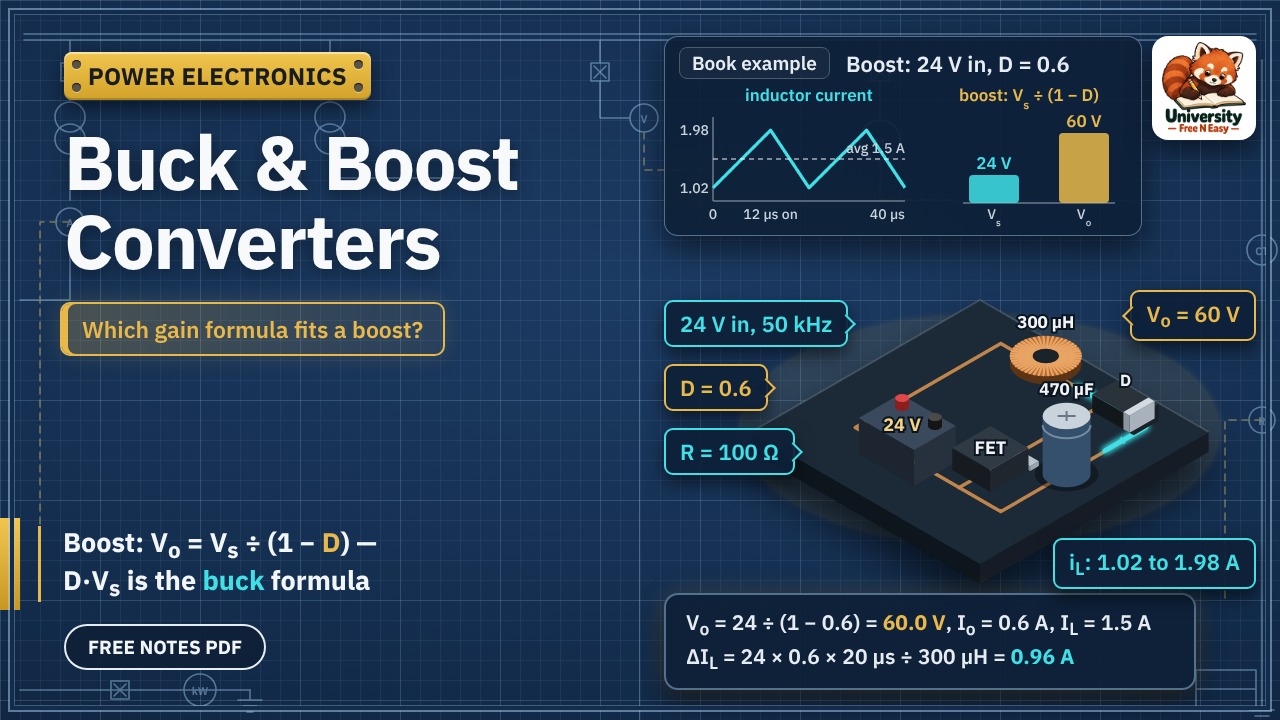 POWER ELECTRONICS
Buck & Boost
Converters
Which gain formula fits a boost?
Boost: Vₒ = Vₛ ÷ (1 − D) —
D·Vₛ is the buck formula
FREE NOTES PDF
Book example
Boost: 24 V in, D = 0.6
inductor current
1.98
avg 1.5 A
1.02
0
12 µs on
40 µs
boost: Vₛ ÷ (1 − D)
60 V
24 V
Vₛ
Vₒ
University
Free N Easy
24 V in, 50 kHz
D = 0.6
R = 100 Ω
Vₒ = 60 V
300 µH
470 µF
D
24 V
FET
i_L: 1.02 to 1.98 A
Vₒ = 24 ÷ (1 − 0.6) = 60.0 V, Iₒ = 0.6 A, I_L = 1.5 A
ΔI_L = 24 × 0.6 × 20 µs ÷ 300 µH = 0.96 A
V
kW